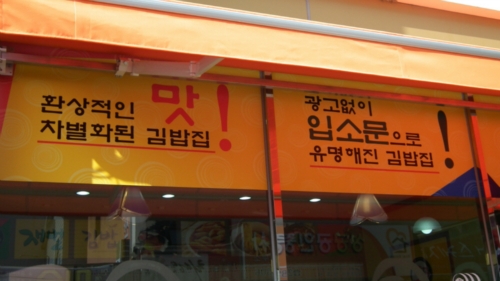 환상적인 맛!
차별화된 김밥집
광고없이
입소문으로
유명해진 김밥집!